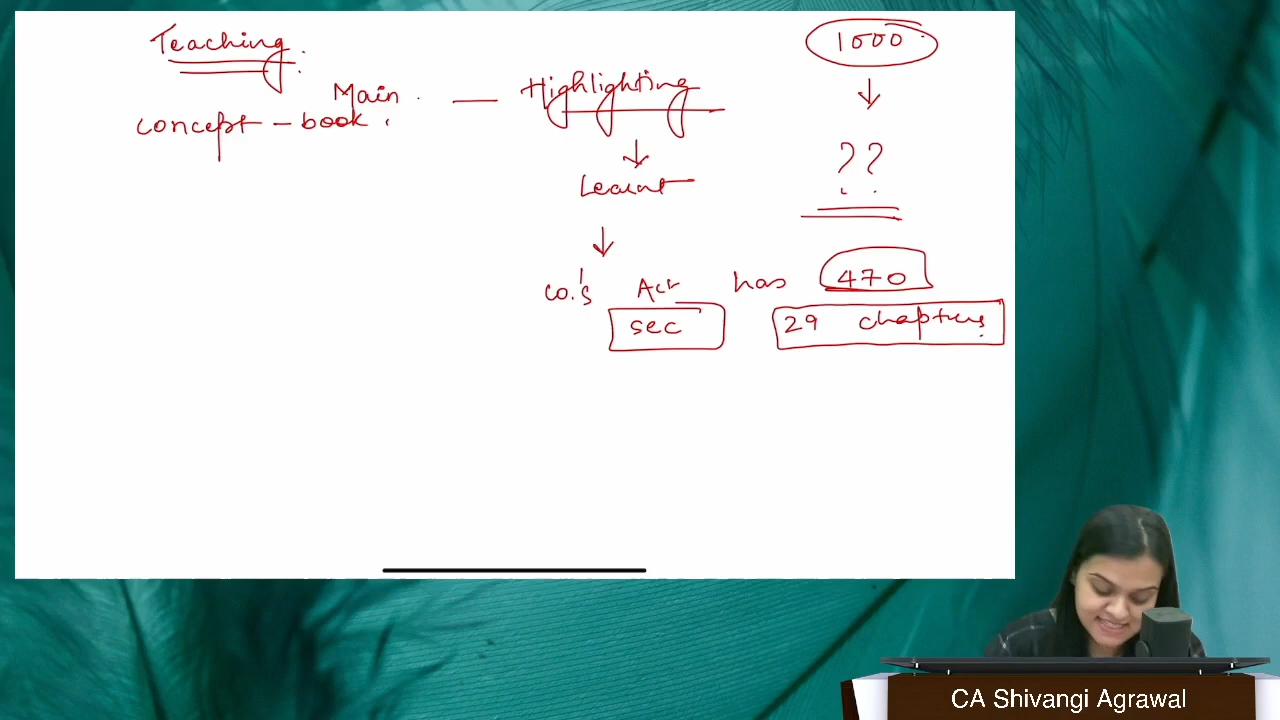 Teaching.
Main — Highlighting
concept - book.
Learnt
co.'s Act has 470
sec 29 chapters.
1000
??
CA Shivangi Agrawal